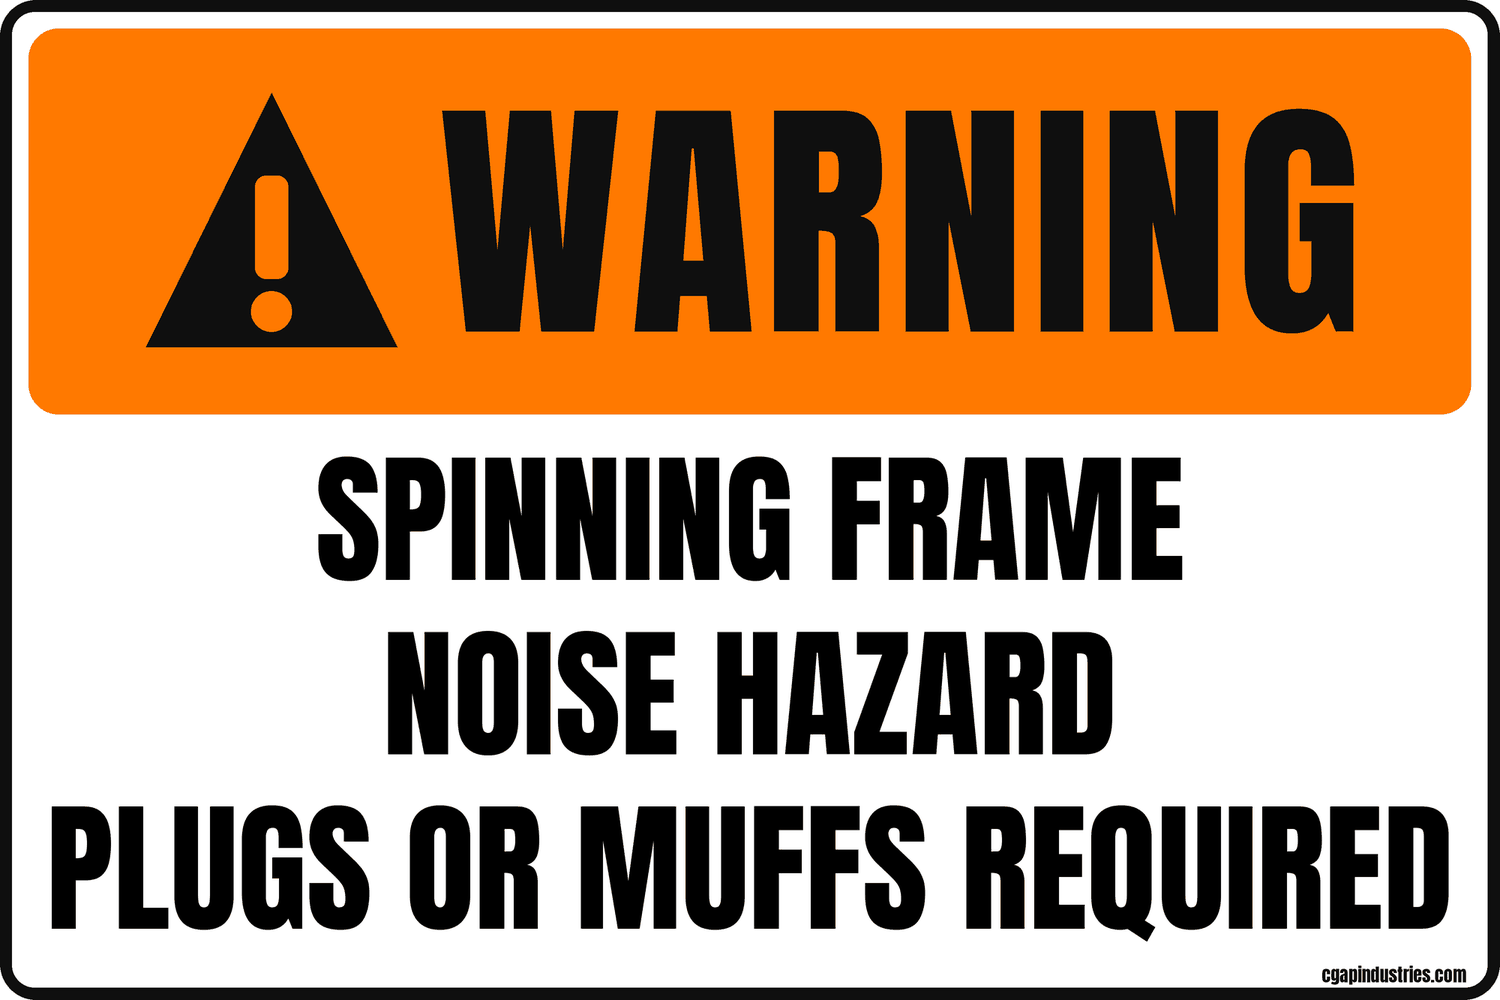 WARNING
SPINNING FRAME
NOISE HAZARD
PLUGS OR MUFFS REQUIRED
cgapindustries.com